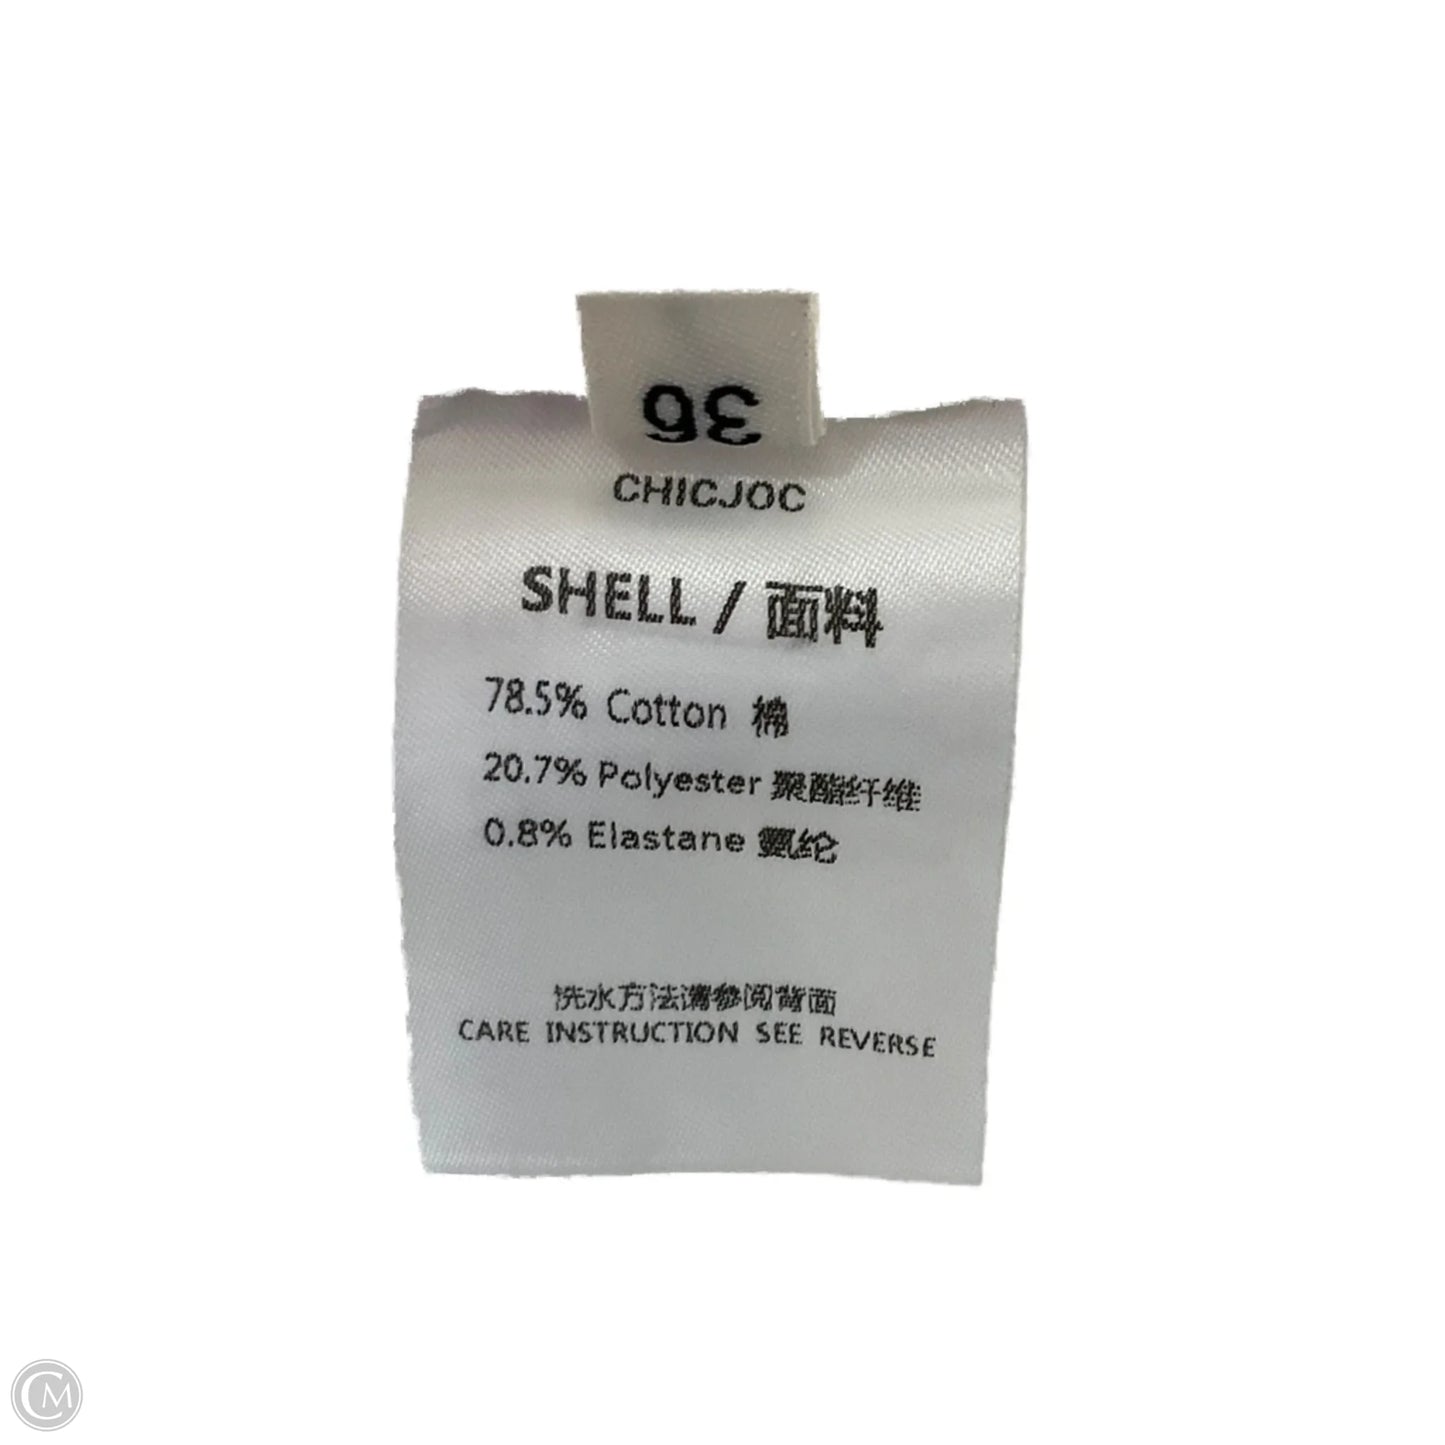 36
CHICJOC
SHELL / 面料
78.5% Cotton 棉
20.7% Polyester 聚酯纤维
0.8% Elastane 氨纶
洗水方法请参阅背面
CARE INSTRUCTION SEE REVERSE
CM